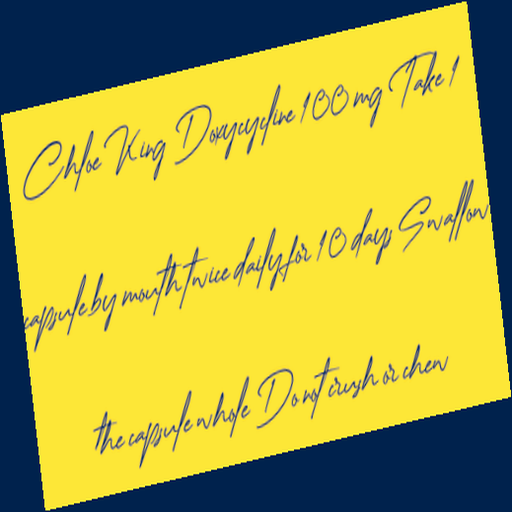 Chloe King Doxycycline 100 mg Take 1
capsule by mouth twice daily for 10 days Swallow
the capsule whole Do not crush or chew